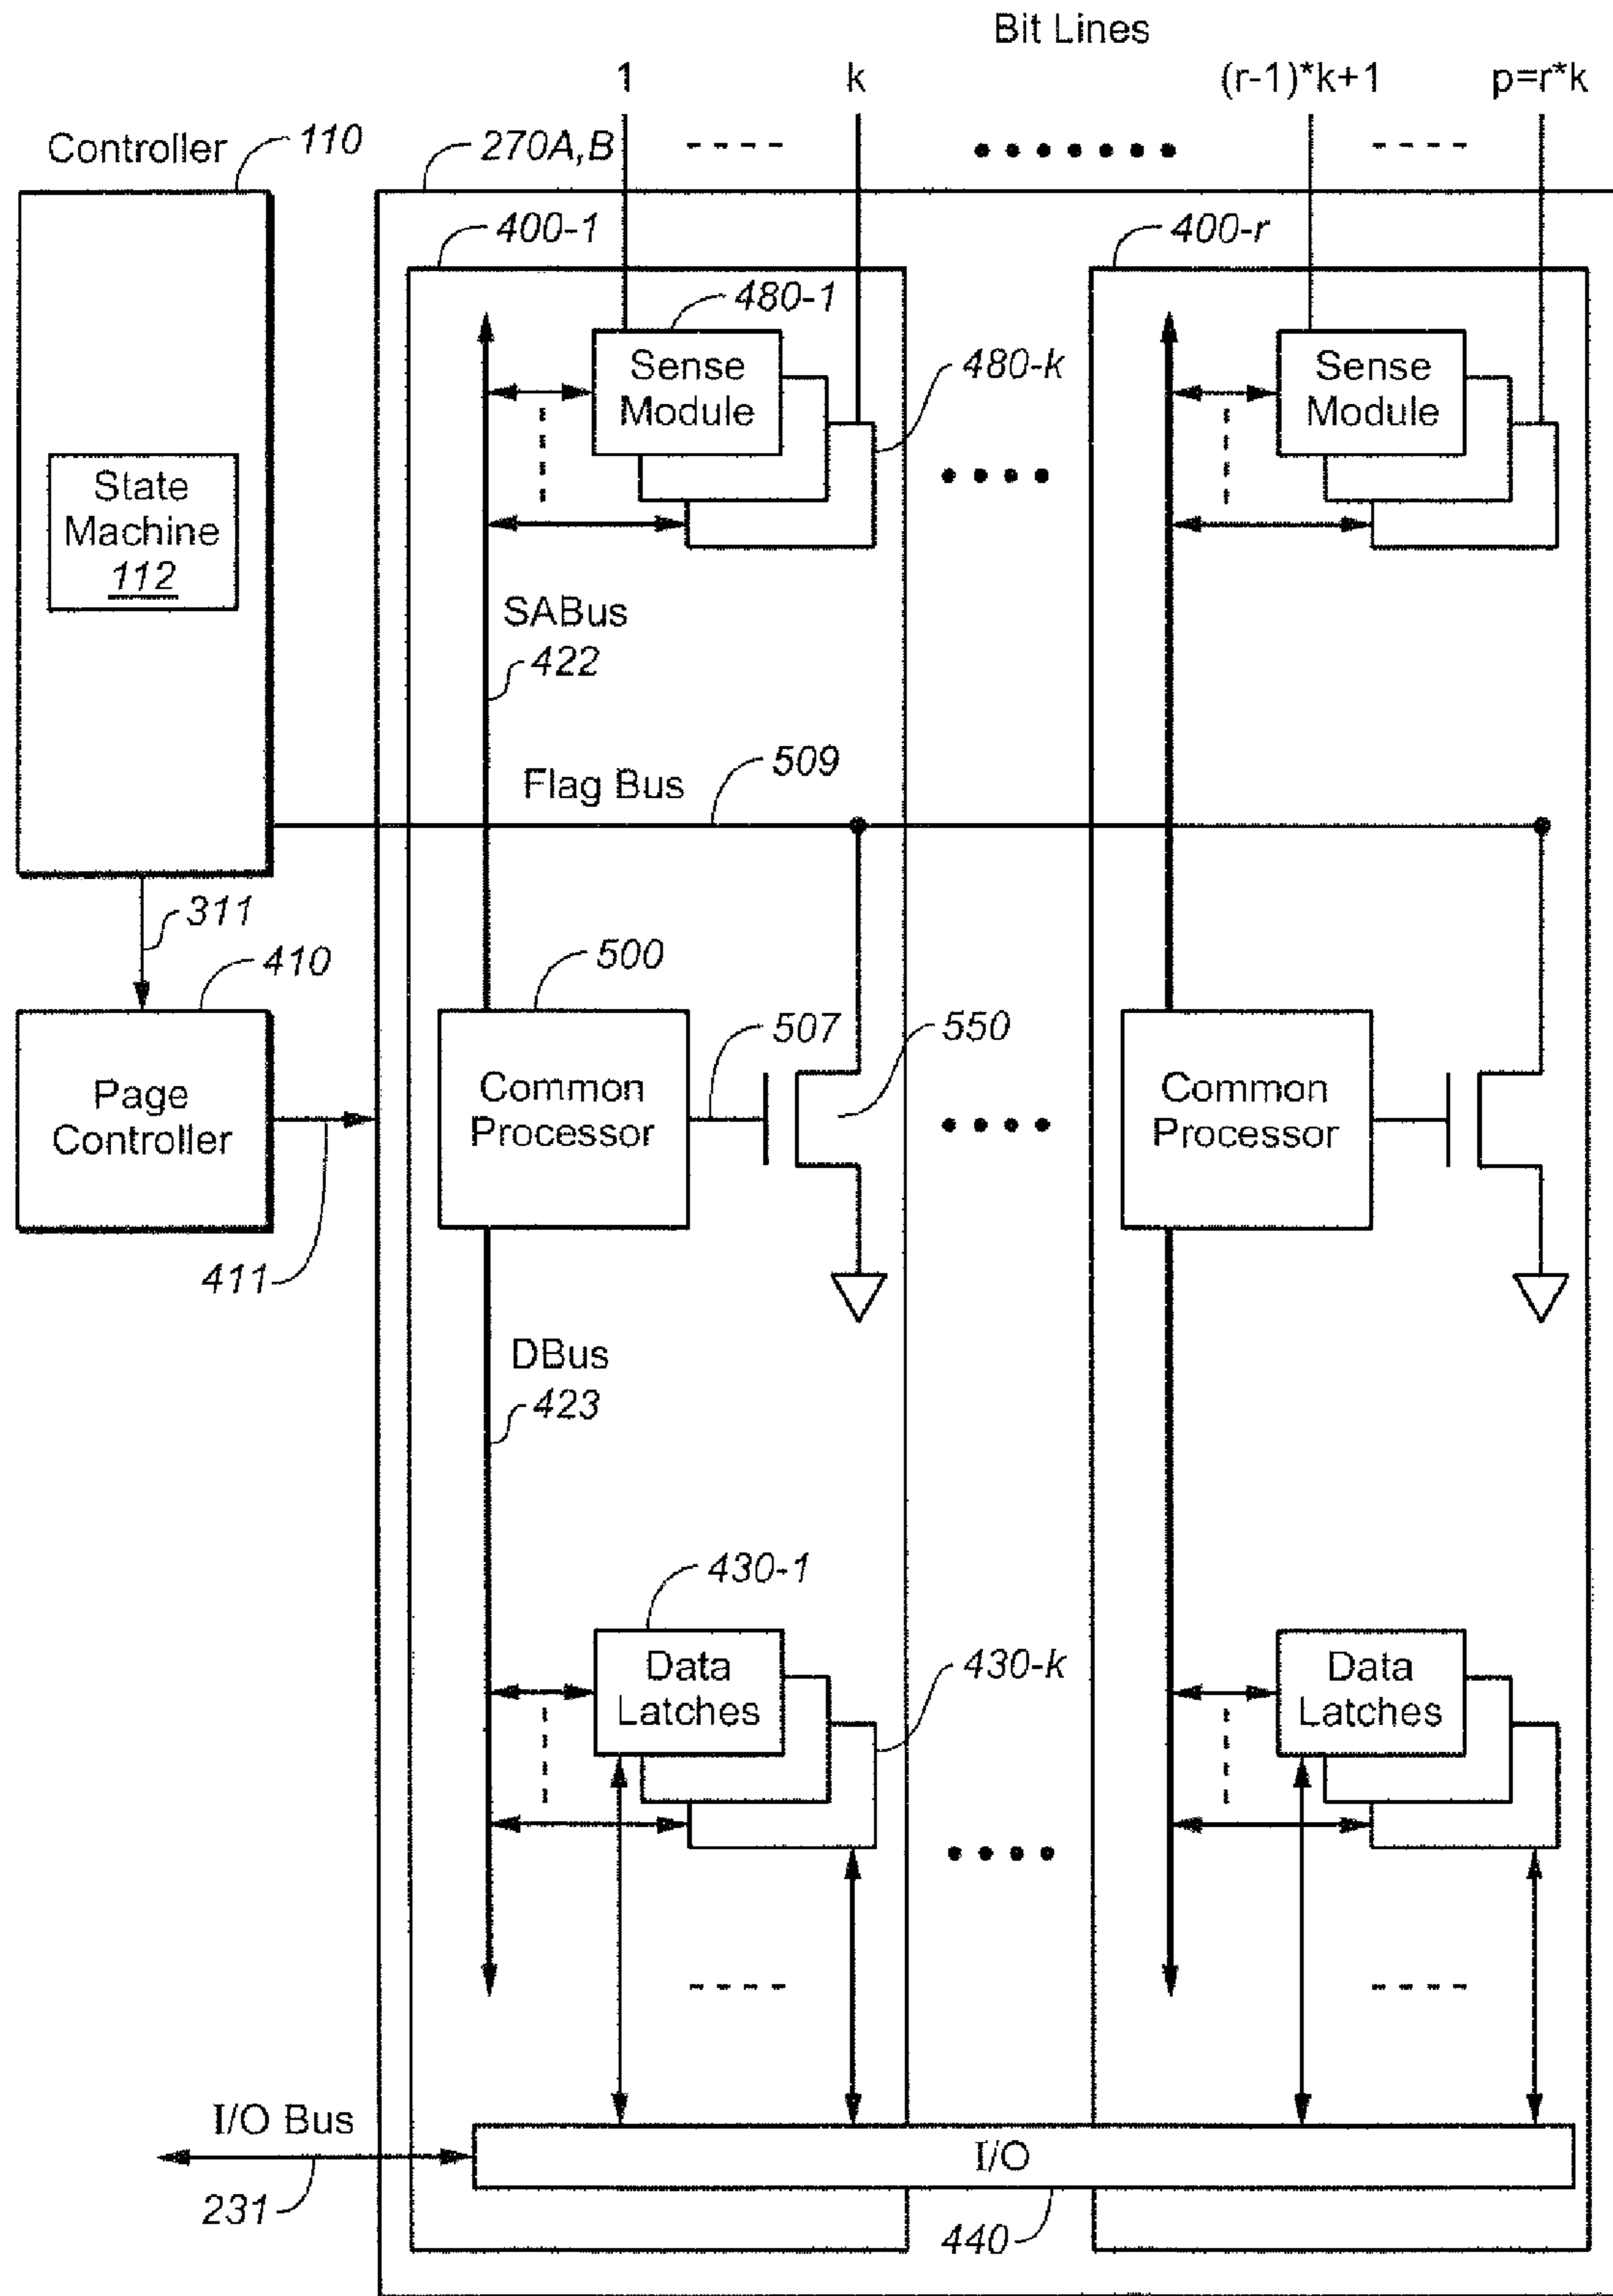 Bit Lines
1
k
(r-1)*k+1
p=r*k
Controller
110
270A,B
400-1
400-r
480-1
Sense
Module
480-k
Sense
Module
State
Machine
112
SABus
422
Flag Bus
509
311
410
500
507
550
Page
Controller
Common
Processor
Common
Processor
411
DBus
423
430-1
Data
Latches
430-k
Data
Latches
I/O Bus
I/O
231
440